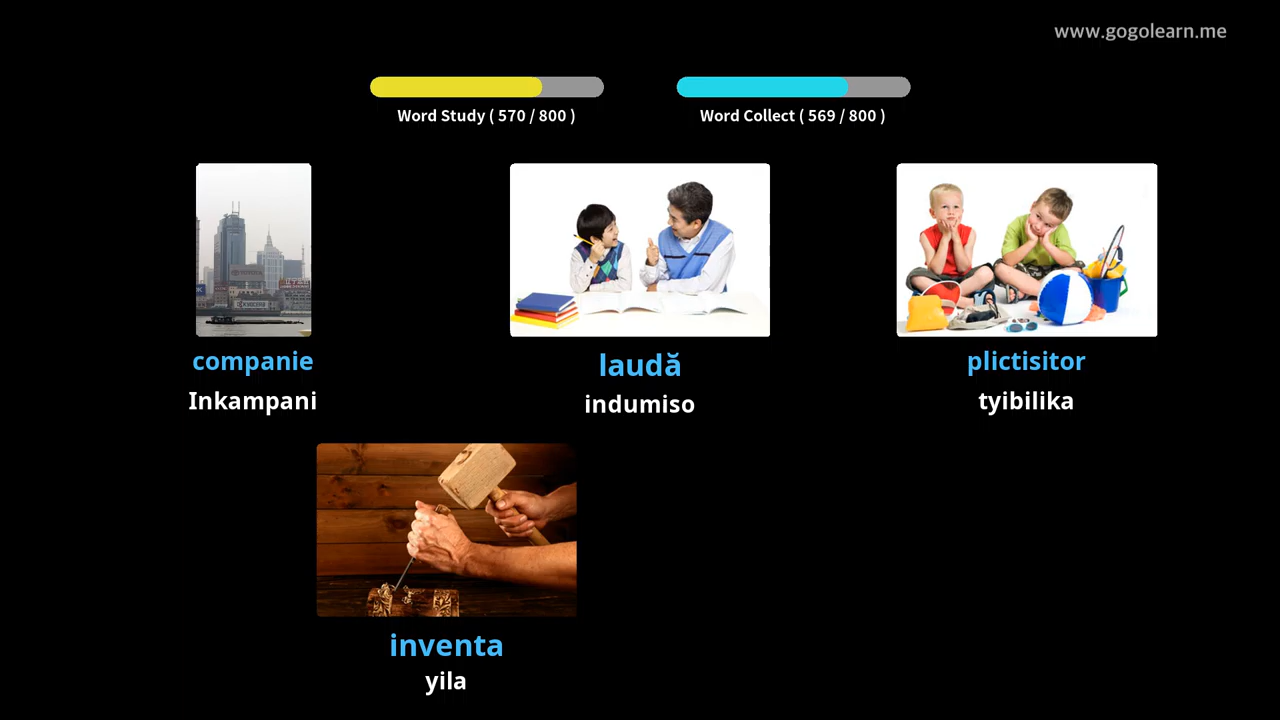 www.gogolearn.me
Word Study ( 570 / 800 )
Word Collect ( 569 / 800 )
companie
laudă
plictisitor
Inkampani
indumiso
tyibilika
inventa
yila